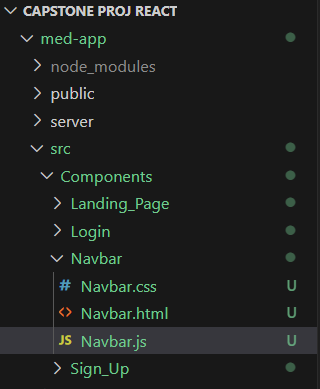 CAPSTONE PROJ REACT
med-app
node_modules
public
server
src
Components
Landing_Page
Login
Navbar
# Navbar.css U
<> Navbar.html U
JS Navbar.js U
Sign_Up